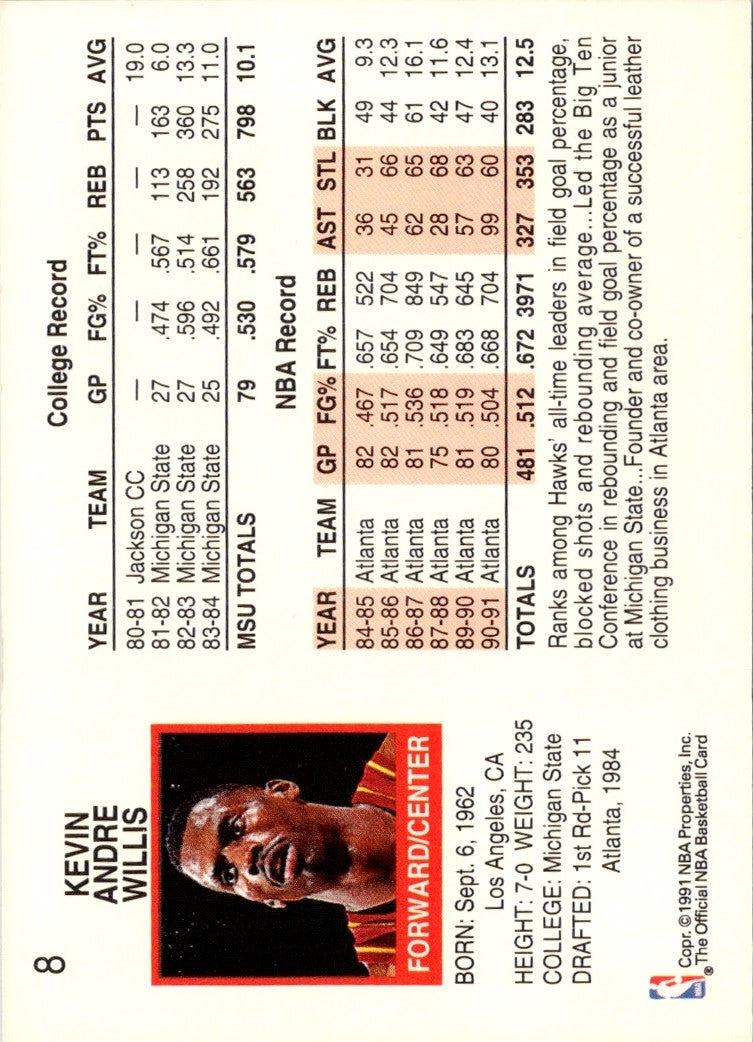 8
KEVIN
ANDRE
WILLIS
FORWARD/CENTER
BORN: Sept. 6, 1962
Los Angeles, CA
HEIGHT: 7-0 WEIGHT: 235
COLLEGE: Michigan State
DRAFTED: 1st Rd-Pick 11
Atlanta, 1984
NBA
® Copr. ©1991 NBA Properties, Inc.
The Official NBA Basketball Card
College Record
YEAR TEAM GP FG% FT% REB PTS AVG
80-81 Jackson CC — — — — — 19.0
81-82 Michigan State 27 .474 .567 113 163 6.0
82-83 Michigan State 27 .596 .514 258 360 13.3
83-84 Michigan State 25 .492 .661 192 275 11.0
MSU TOTALS 79 .530 .579 563 798 10.1
NBA Record
YEAR TEAM GP FG% FT% REB AST STL BLK AVG
84-85 Atlanta 82 .467 .657 522 36 31 49 9.3
85-86 Atlanta 82 .517 .654 704 45 66 44 12.3
86-87 Atlanta 81 .536 .709 849 62 65 61 16.1
87-88 Atlanta 75 .518 .649 547 28 68 42 11.6
89-90 Atlanta 81 .519 .683 645 57 63 47 12.4
90-91 Atlanta 80 .504 .668 704 99 60 40 13.1
TOTALS 481 .512 .672 3971 327 353 283 12.5
Ranks among Hawks' all-time leaders in field goal percentage,
blocked shots and rebounding average...Led the Big Ten
Conference in rebounding and field goal percentage as a junior
at Michigan State...Founder and co-owner of a successful leather
clothing business in Atlanta area.